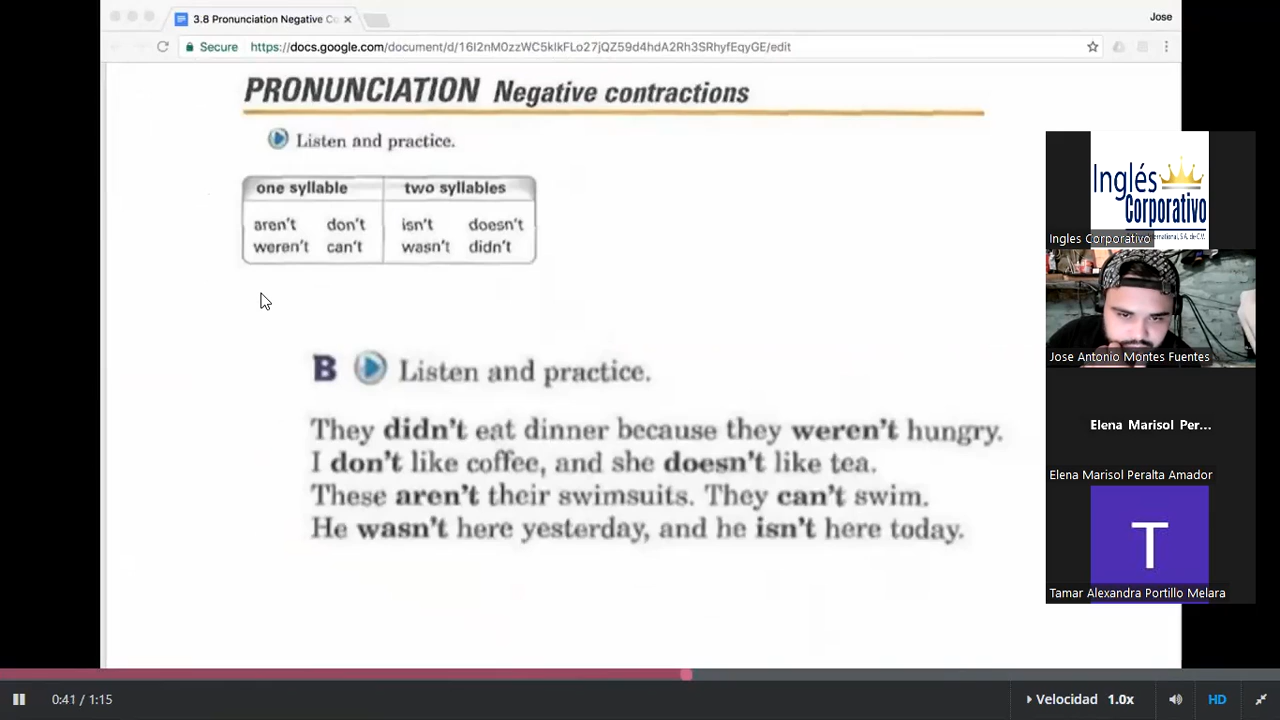 3.8 Pronunciation Negative Co
Jose
Secure https://docs.google.com/document/d/16I2nM0zzWC5klkFLo27jQZ59d4hdA2Rh3SRhyfEqyGE/edit
PRONUNCIATION Negative contractions
Listen and practice.
one syllable two syllables
aren't don't isn't doesn't
weren't can't wasn't didn't
B Listen and practice.
They didn't eat dinner because they weren't hungry.
I don't like coffee, and she doesn't like tea.
These aren't their swimsuits. They can't swim.
He wasn't here yesterday, and he isn't here today.
Inglés
Corporativo
International, S.A. de C.V.
Ingles Corporativo
Jose Antonio Montes Fuentes
Elena Marisol Per...
Elena Marisol Peralta Amador
T
Tamar Alexandra Portillo Melara
0:41 / 1:15
Velocidad 1.0x
HD